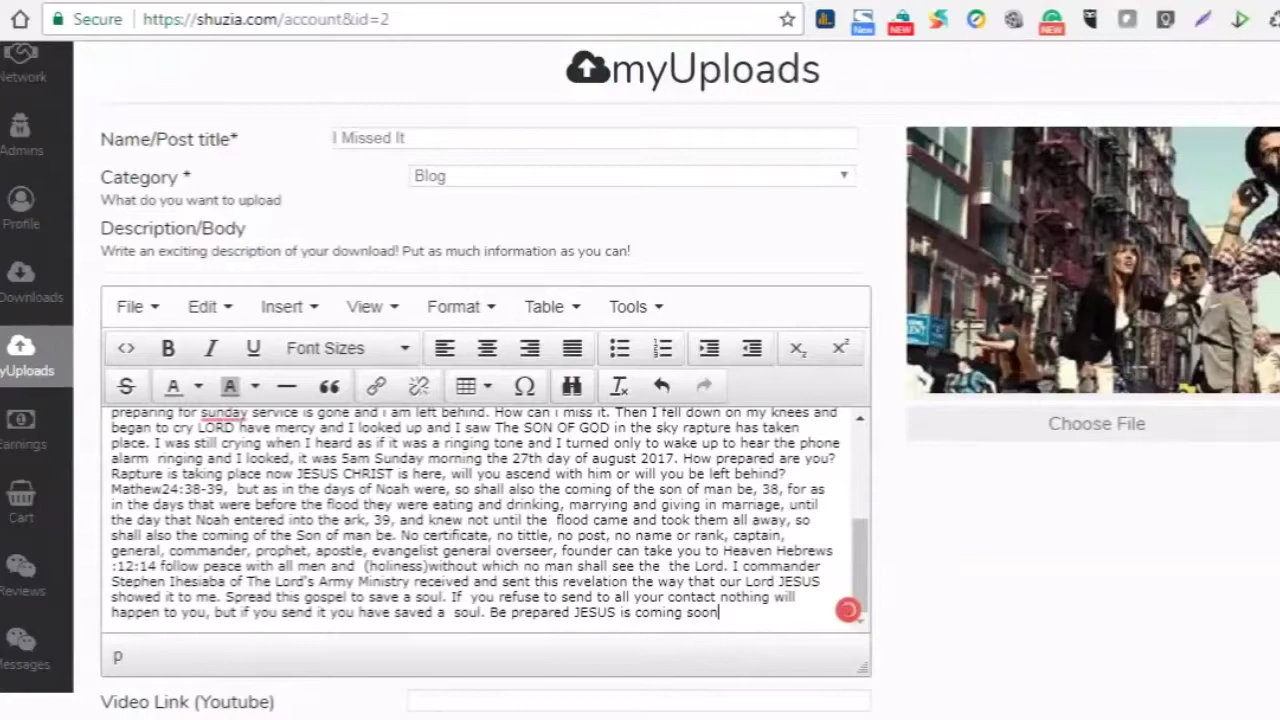 Secure https://shuzia.com/account&id=2
New NEW NEW
Network
myUploads
Name/Post title* I Missed It
Admins
Category * Blog
What do you want to upload
Profile
Description/Body
Write an exciting description of your download! Put as much information as you can!
Downloads
File Edit Insert View Format Table Tools
B I U Font Sizes X₂ X²
yUploads
S A A Ω Tx
preparing for sunday service is gone and i am left behind. How can i miss it. Then I fell down on my knees and
began to cry LORD have mercy and I looked up and I saw The SON OF GOD in the sky rapture has taken
Choose File
place. I was still crying when I heard as if it was a ringing tone and I turned only to wake up to hear the phone
Earnings
alarm  ringing and I looked, it was 5am Sunday morning the 27th day of august 2017. How prepared are you?
Rapture is taking place now JESUS CHRIST is here, will you ascend with him or will you be left behind?
Mathew24:38-39,  but as in the days of Noah were, so shall also the coming of the son of man be, 38, for as
in the days that were before the flood they were eating and drinking, marrying and giving in marriage, until
Cart
the day that Noah entered into the ark, 39, and knew not until the  flood came and took them all away, so
shall also the coming of the Son of man be. No certificate, no tittle, no post, no name or rank, captain,
general, commander, prophet, apostle, evangelist general overseer, founder can take you to Heaven Hebrews
:12:14 follow peace with all men and  (holiness)without which no man shall see the  the Lord. I commander
Stephen Ihesiaba of The Lord's Army Ministry received and sent this revelation the way that our Lord JESUS
Reviews
showed it to me. Spread this gospel to save a soul. If  you refuse to send to all your contact nothing will
happen to you, but if you send it you have saved a  soul. Be prepared JESUS is coming soon
p
Messages
Video Link (Youtube)